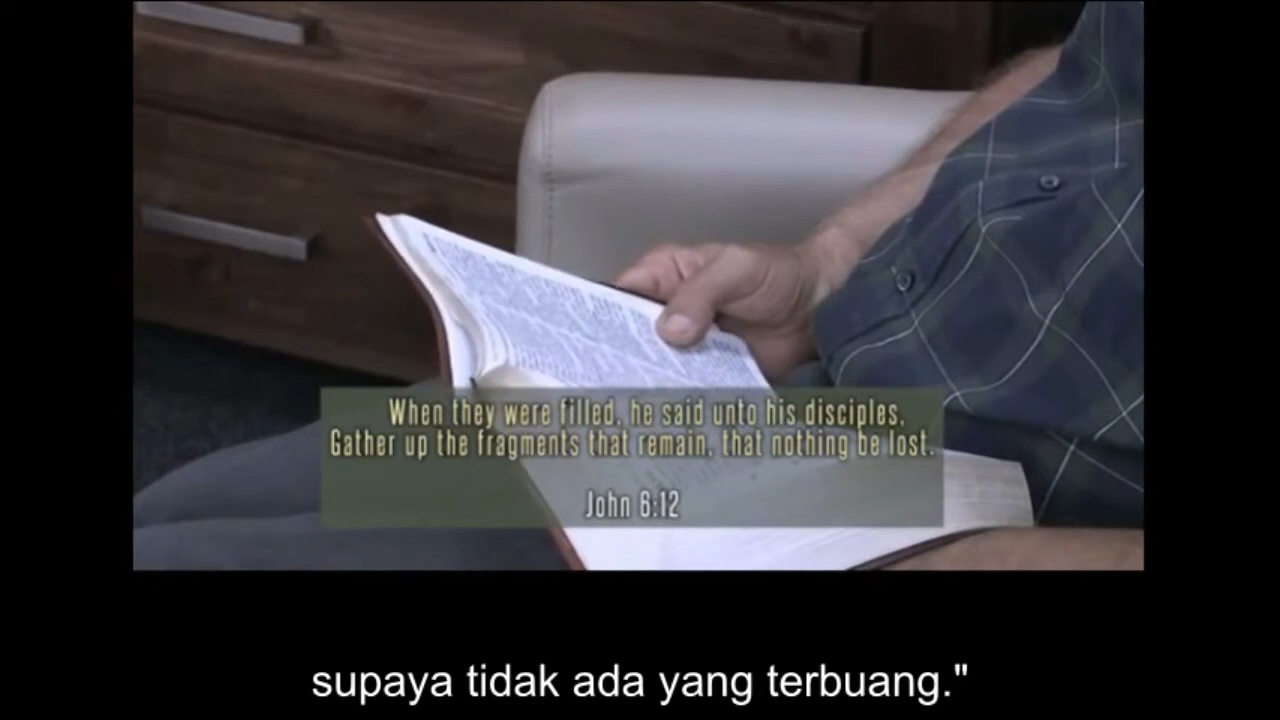 When they were filled, he said unto his disciples,
Gather up the fragments that remain, that nothing be lost.
John 6:12
supaya tidak ada yang terbuang."